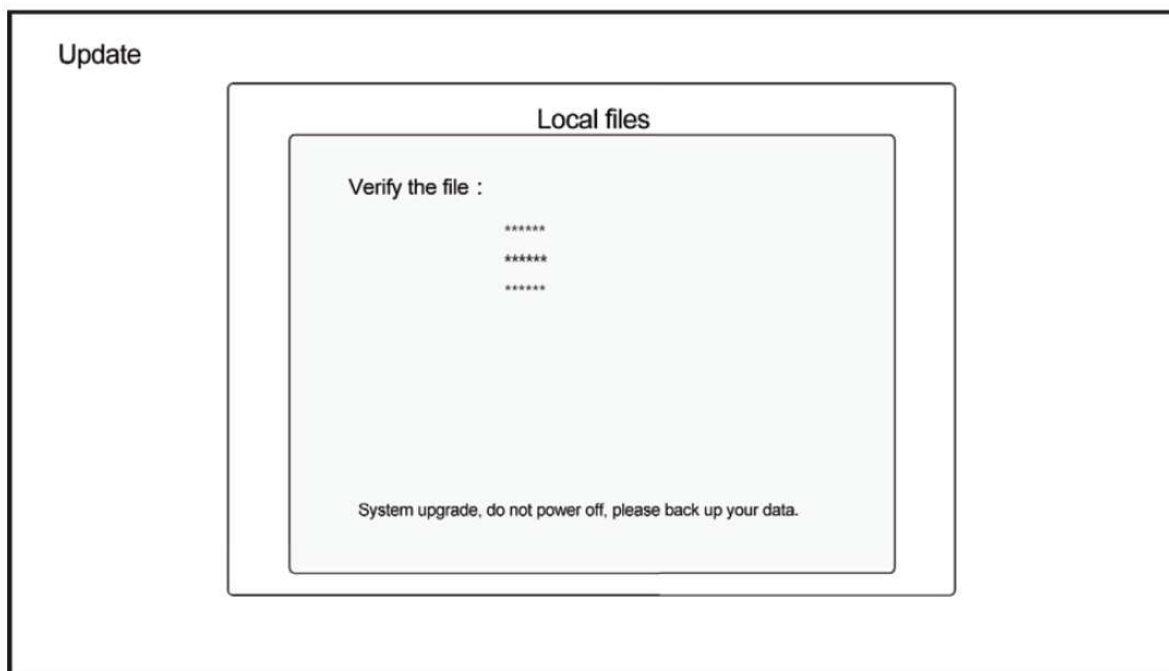 Update
Local files
Verify the file :
******
******
******
System upgrade, do not power off, please back up your data.